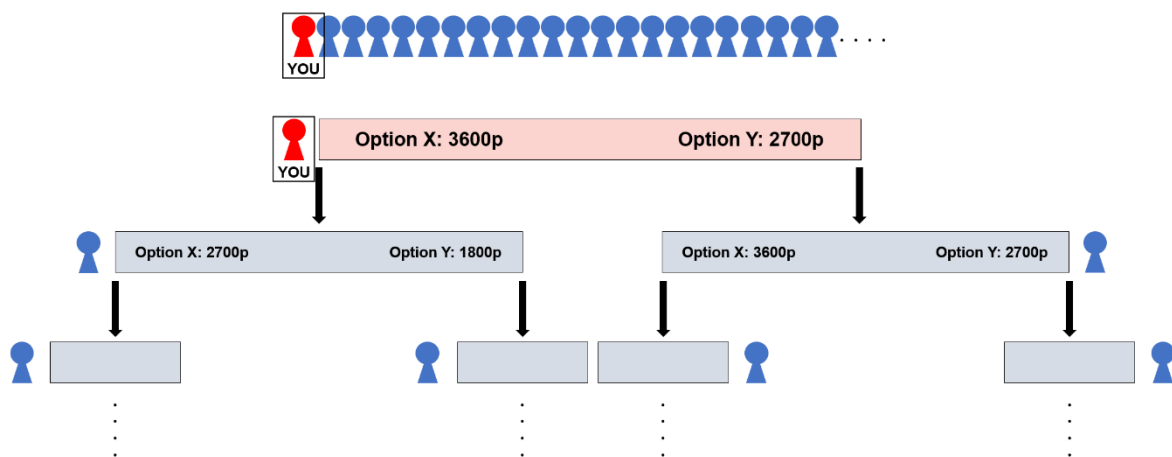 YOU
Option X: 3600p Option Y: 2700p
YOU
Option X: 2700p Option Y: 1800p Option X: 3600p Option Y: 2700p